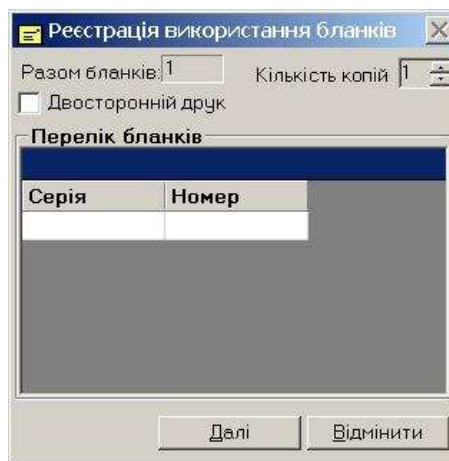 Реєстрація використання бланків
Разом бланків: 1 Кількість копій 1
Двосторонній друк
Перелік бланків
Серія Номер
Далі Відмінити